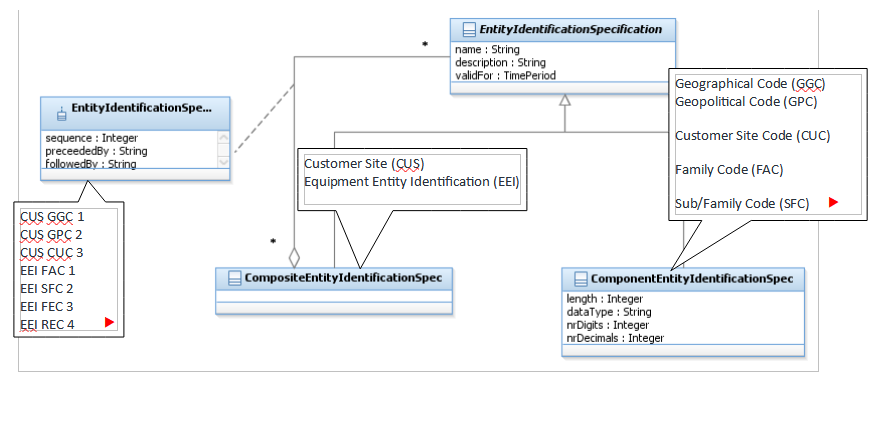 EntityIdentificationSpecification
name : String
description : String
validFor : TimePeriod
*
Geographical Code (GGC)
Geopolitical Code (GPC)
Customer Site Code (CUC)
Family Code (FAC)
Sub/Family Code (SFC)
EntityIdentificationSpe...
sequence : Integer
preceededBy : String
followedBy : String
Customer Site (CUS)
Equipment Entity Identification (EEI)
CUS GGC 1
CUS GPC 2
CUS CUC 3
EEI FAC 1
EEI SFC 2
EEI FEC 3
EEI REC 4
*
CompositeEntityIdentificationSpec
ComponentEntityIdentificationSpec
length : Integer
dataType : String
nrDigits : Integer
nrDecimals : Integer